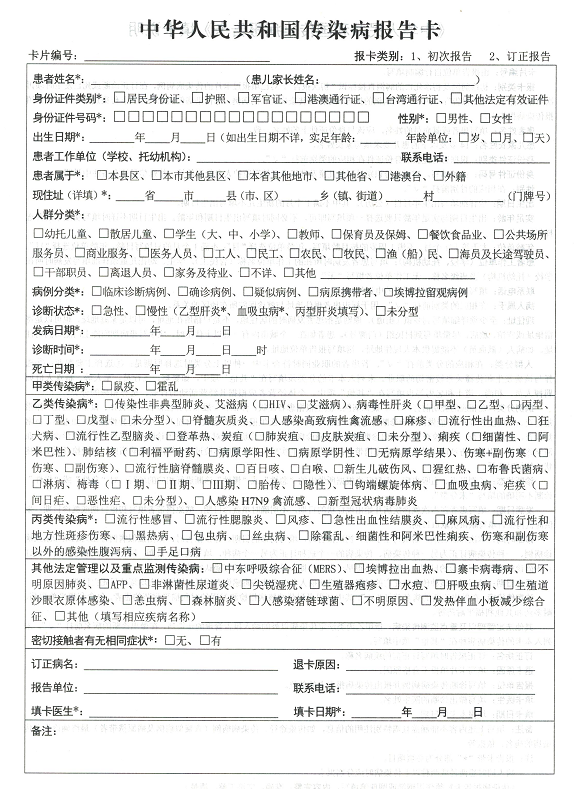 中华人民共和国传染病报告卡
卡片编号: 报卡类别: 1、初次报告 2、订正报告
患者姓名*: (患儿家长姓名: )
身份证件类别*: □居民身份证、□护照、□军官证、□港澳通行证、□台湾通行证、□其他法定有效证件
身份证件号码*: □□□□□□□□□□□□□□□□□□ 性别*: □男性、□女性
出生日期*: 年 月 日(如出生日期不详, 实足年龄: 年龄单位: □岁、□月、□天)
患者工作单位(学校、托幼机构): 联系电话:
患者属于*: □本县区、□本市其他县区、□本省其他地市、□其他省、□港澳台、□外籍
现住址(详填)*: 省 市 县(市、区) 乡(镇、街道) 村 (门牌号)
人群分类*:
□幼托儿童、□散居儿童、□学生(大、中、小学)、□教师、□保育员及保姆、□餐饮食品业、□公共场所
服务员、□商业服务、□医务人员、□工人、□民工、□农民、□牧民、□渔(船)民、□海员及长途驾驶员、
□干部职员、□离退人员、□家务及待业、□不详、□其他
病例分类*: □临床诊断病例、□确诊病例、□疑似病例、□病原携带者、□埃博拉留观病例
诊断状态*: □急性、□慢性(乙型肝炎*、血吸虫病*、丙型肝炎填写)、□未分型
发病日期*: 年 月 日
诊断时间*: 年 月 日 时
死亡日期 : 年 月 日
甲类传染病*: □鼠疫、□霍乱
乙类传染病*: □传染性非典型肺炎、艾滋病(□HIV、□艾滋病)、病毒性肝炎(□甲型、□乙型、□丙型、
□丁型、□戊型、□未分型)、□脊髓灰质炎、□人感染高致病性禽流感、□麻疹、□流行性出血热、□狂
犬病、□流行性乙型脑炎、□登革热、炭疽(□肺炭疽、□皮肤炭疽、□未分型)、痢疾(□细菌性、□阿
米巴性)、肺结核(□利福平耐药、□病原学阳性、□病原学阴性、□无病原学结果)、伤寒+副伤寒(□
伤寒、□副伤寒)、□流行性脑脊髓膜炎、□百日咳、□白喉、□新生儿破伤风、□猩红热、□布鲁氏菌病、
□淋病、梅毒(□Ⅰ期、□Ⅱ期、□Ⅲ期、□胎传、□隐性)、□钩端螺旋体病、□血吸虫病、疟疾(□
间日疟、□恶性疟、□未分型)、□人感染 H7N9 禽流感、□新型冠状病毒肺炎
丙类传染病*: □流行性感冒、□流行性腮腺炎、□风疹、□急性出血性结膜炎、□麻风病、□流行性和
地方性斑疹伤寒、□黑热病、□包虫病、□丝虫病、□除霍乱、细菌性和阿米巴性痢疾、伤寒和副伤寒
以外的感染性腹泻病、□手足口病
其他法定管理以及重点监测传染病: □中东呼吸综合征(MERS)、□埃博拉出血热、□寨卡病毒病、□不
明原因肺炎、□AFP、□非淋菌性尿道炎、□尖锐湿疣、□生殖器疱疹、□水痘、□肝吸虫病、□生殖道
沙眼衣原体感染、□恙虫病、□森林脑炎、□人感染猪链球菌、□不明原因、□发热伴血小板减少综合
征、□其他(填写相应疾病名称)
密切接触者有无相同症状*: □无、□有
订正病名: 退卡原因:
报告单位: 联系电话:
填卡医生*: 填卡日期*: 年 月 日
备注: